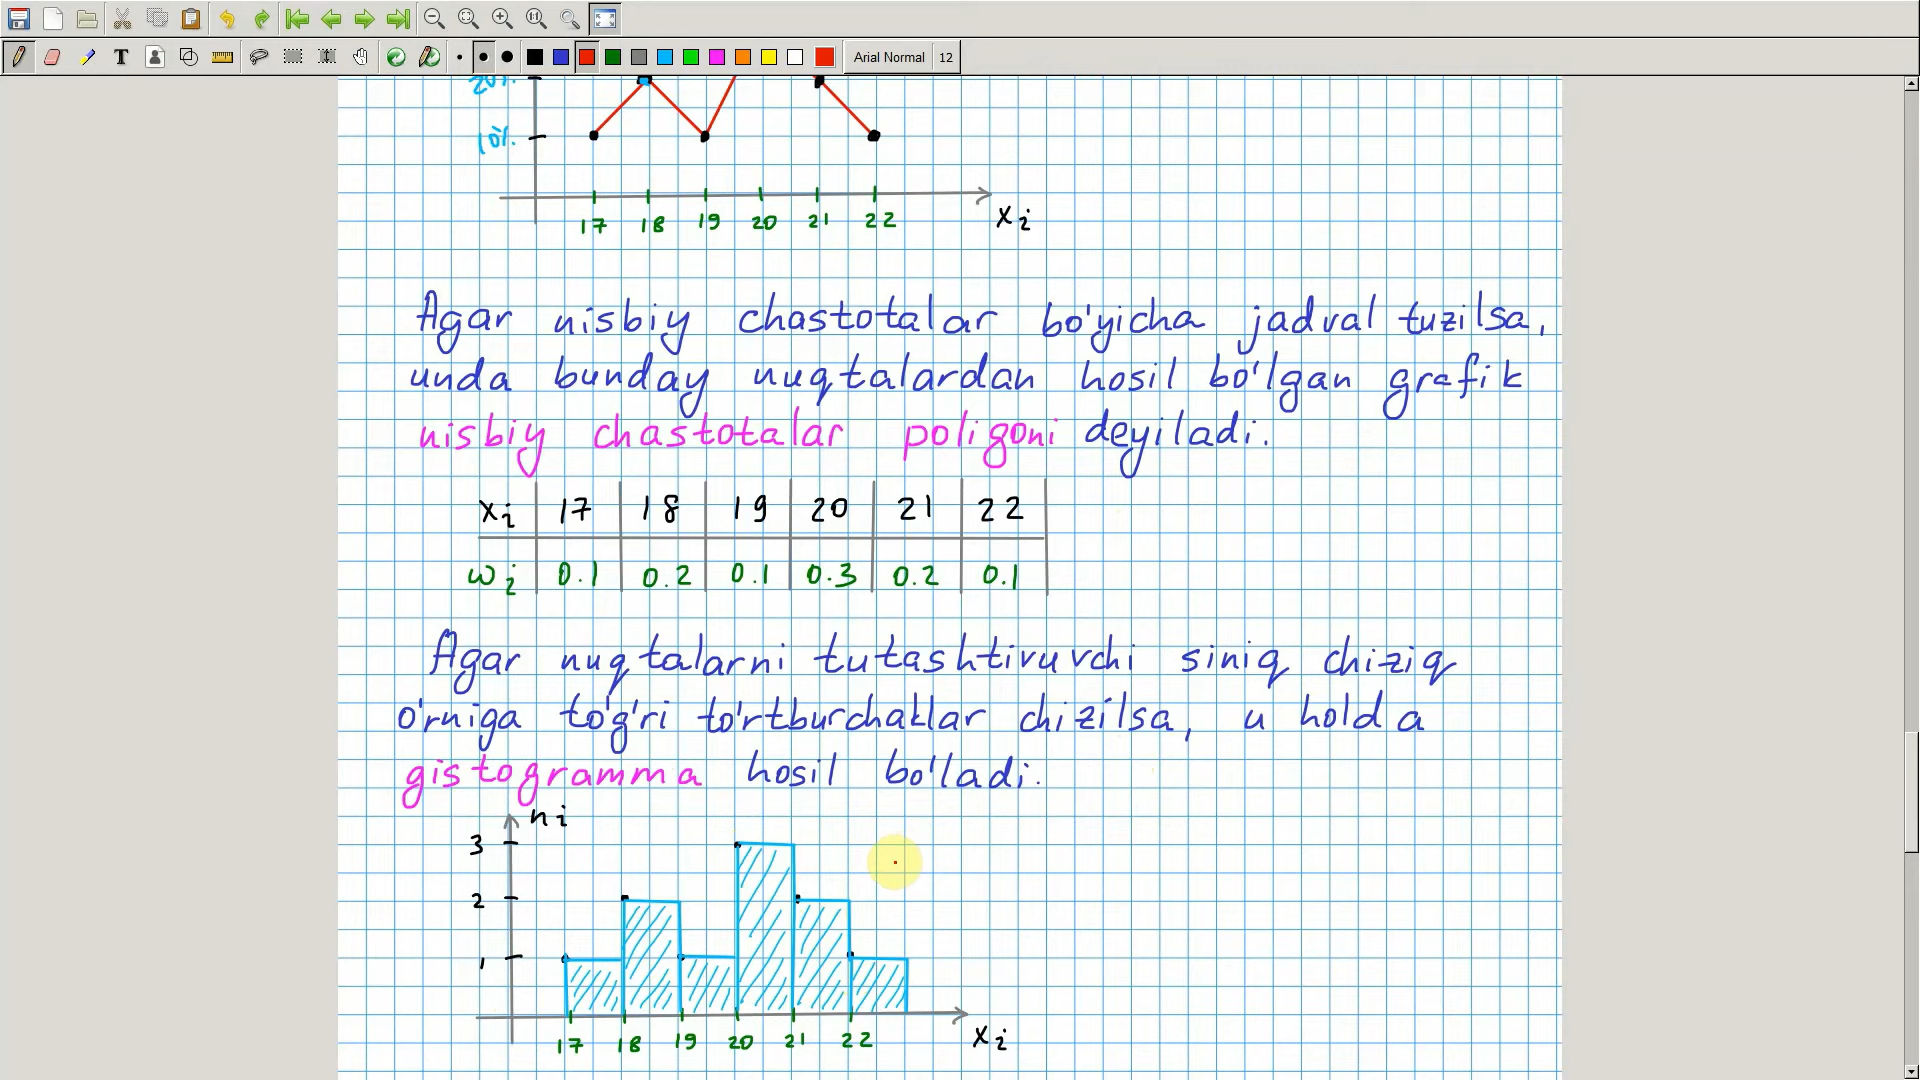 Arial Normal 12
20%
10%
17 18 19 20 21 22 xi
Agar nisbiy chastotalar bo'yicha jadval tuzilsa,
unda bunday nuqtalardan hosil bo'lgan grafik
nisbiy chastotalar poligoni deyiladi.
xi 17 18 19 20 21 22
ωi 0.1 0.2 0.1 0.3 0.2 0.1
Agar nuqtalarni tutashtiruvchi siniq chiziq
o'rniga to'g'ri to'rtburchaklar chizilsa, u holda
gistogramma hosil bo'ladi.
ni
3
2
1
17 18 19 20 21 22 xi